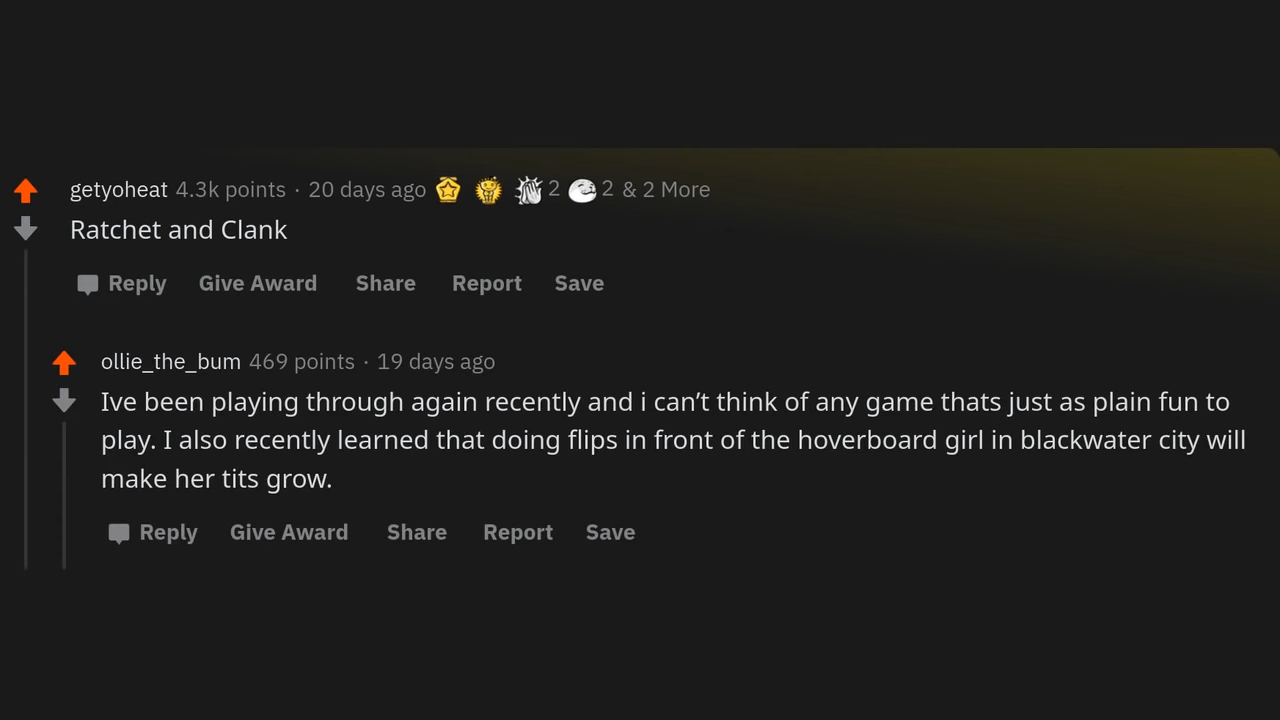 getyoheat 4.3k points · 20 days ago 2 2 & 2 More
Ratchet and Clank
Reply Give Award Share Report Save
ollie_the_bum 469 points · 19 days ago
Ive been playing through again recently and i can’t think of any game thats just as plain fun to
play. I also recently learned that doing flips in front of the hoverboard girl in blackwater city will
make her tits grow.
Reply Give Award Share Report Save